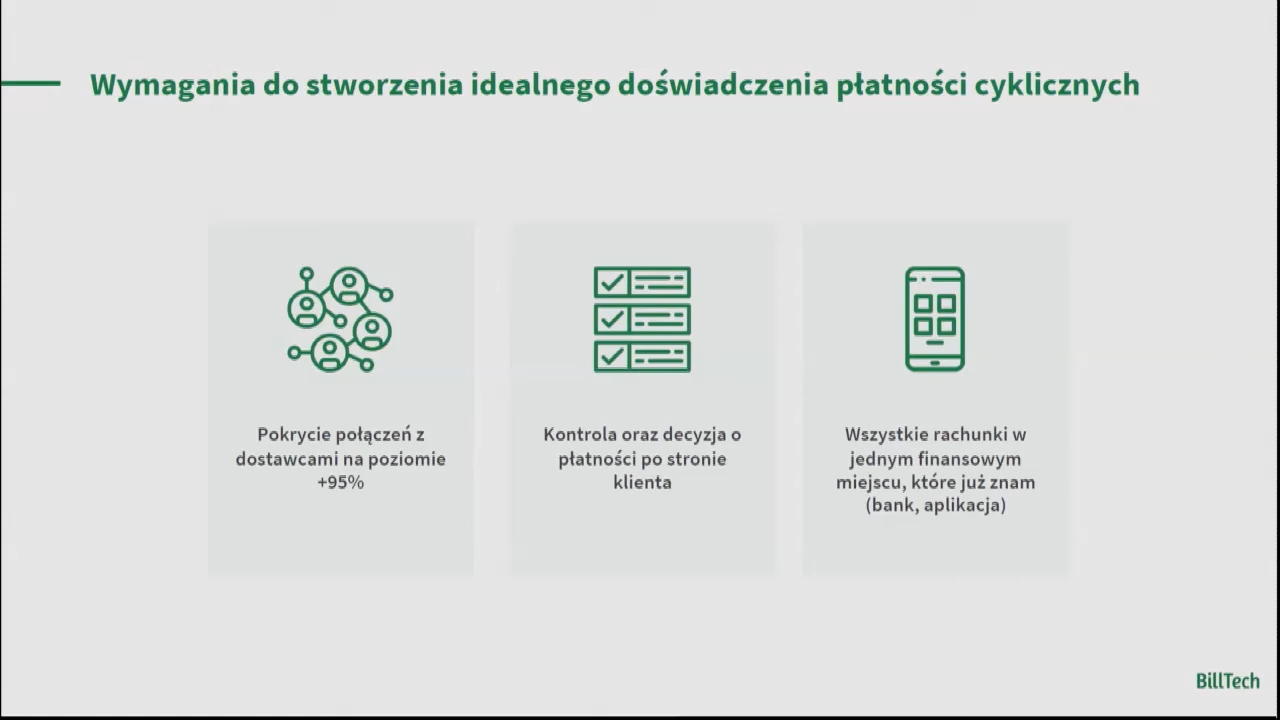 Wymagania do stworzenia idealnego doświadczenia płatności cyklicznych
Pokrycie połączeń z
dostawcami na poziomie
+95%
Kontrola oraz decyzja o
płatności po stronie
klienta
Wszystkie rachunki w
jednym finansowym
miejscu, które już znam
(bank, aplikacja)
BillTech